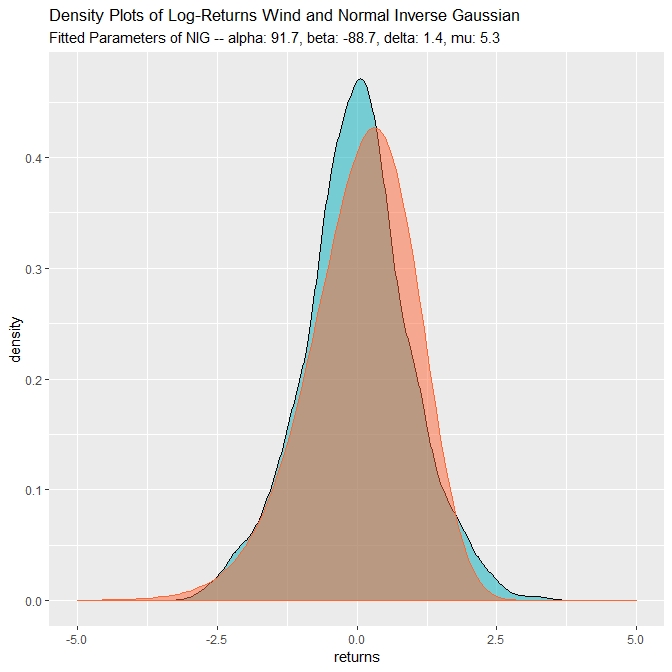 Density Plots of Log-Returns Wind and Normal Inverse Gaussian
Fitted Parameters of NIG -- alpha: 91.7, beta: -88.7, delta: 1.4, mu: 5.3
density
0.4
0.3
0.2
0.1
0.0
-5.0 -2.5 0.0 2.5 5.0
returns